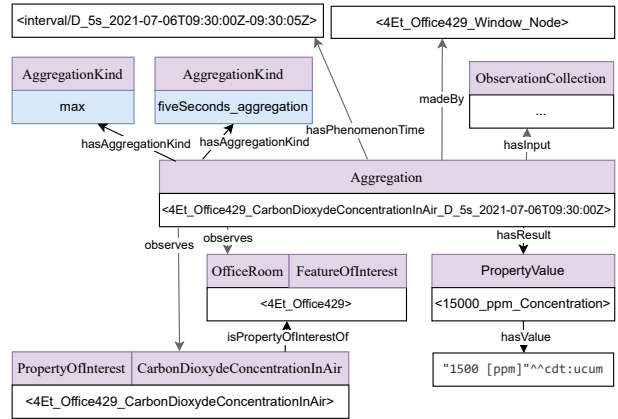 <interval/D_5s_2021-07-06T09:30:00Z-09:30:05Z>
<4Et_Office429_Window_Node>
AggregationKind
max
AggregationKind
fiveSeconds_aggregation
ObservationCollection
...
madeBy
hasPhenomenonTime
hasAggregationKind
hasAggregationKind
hasInput
Aggregation
<4Et_Office429_CarbonDioxydeConcentrationInAir_D_5s_2021-07-06T09:30:00Z>
observes
observes
hasResult
OfficeRoom
FeatureOfInterest
<4Et_Office429>
PropertyValue
<15000_ppm_Concentration>
isPropertyOfInterestOf
hasValue
PropertyOfInterest
CarbonDioxydeConcentrationInAir
<4Et_Office429_CarbonDioxydeConcentrationInAir>
"1500 [ppm]"^^cdt:ucum